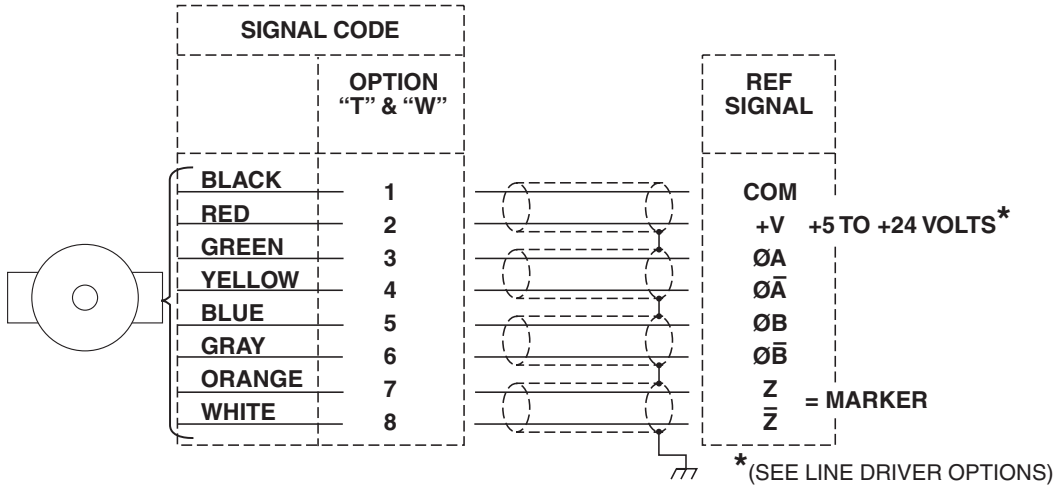 SIGNAL CODE
OPTION
“T” & “W”
REF
SIGNAL
BLACK 1 COM
RED 2 +V +5 TO +24 VOLTS*
GREEN 3 ØA
YELLOW 4 ØA̅
BLUE 5 ØB
GRAY 6 ØB̅
ORANGE 7 Z
= MARKER
WHITE 8 Z̅
*(SEE LINE DRIVER OPTIONS)